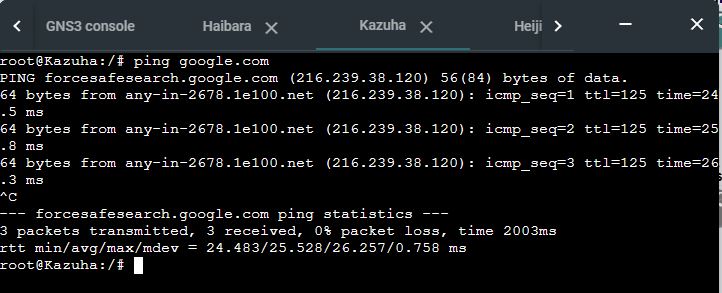 GNS3 console Haibara Kazuha Heiji
root@Kazuha:/# ping google.com
PING forcesafesearch.google.com (216.239.38.120) 56(84) bytes of data.
64 bytes from any-in-2678.1e100.net (216.239.38.120): icmp_seq=1 ttl=125 time=24
.5 ms
64 bytes from any-in-2678.1e100.net (216.239.38.120): icmp_seq=2 ttl=125 time=25
.8 ms
64 bytes from any-in-2678.1e100.net (216.239.38.120): icmp_seq=3 ttl=125 time=26
.3 ms
^C
--- forcesafesearch.google.com ping statistics ---
3 packets transmitted, 3 received, 0% packet loss, time 2003ms
rtt min/avg/max/mdev = 24.483/25.528/26.257/0.758 ms
root@Kazuha:/#